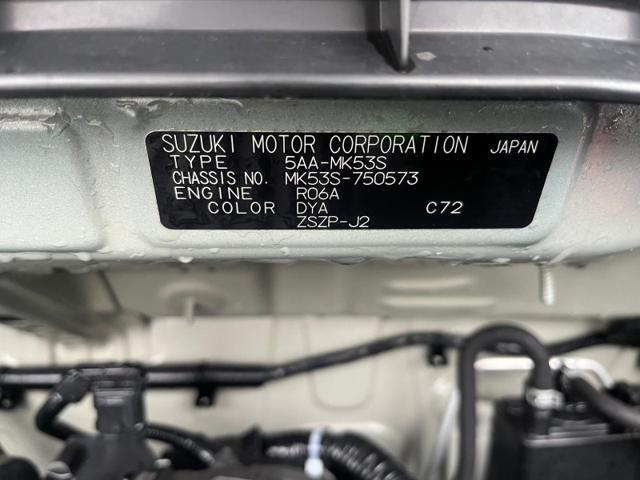 SUZUKI MOTOR CORPORATION JAPAN
TYPE 5AA-MK53S
CHASSIS NO. MK53S-750573
ENGINE R06A
COLOR DYA C72
ZSZP-J2